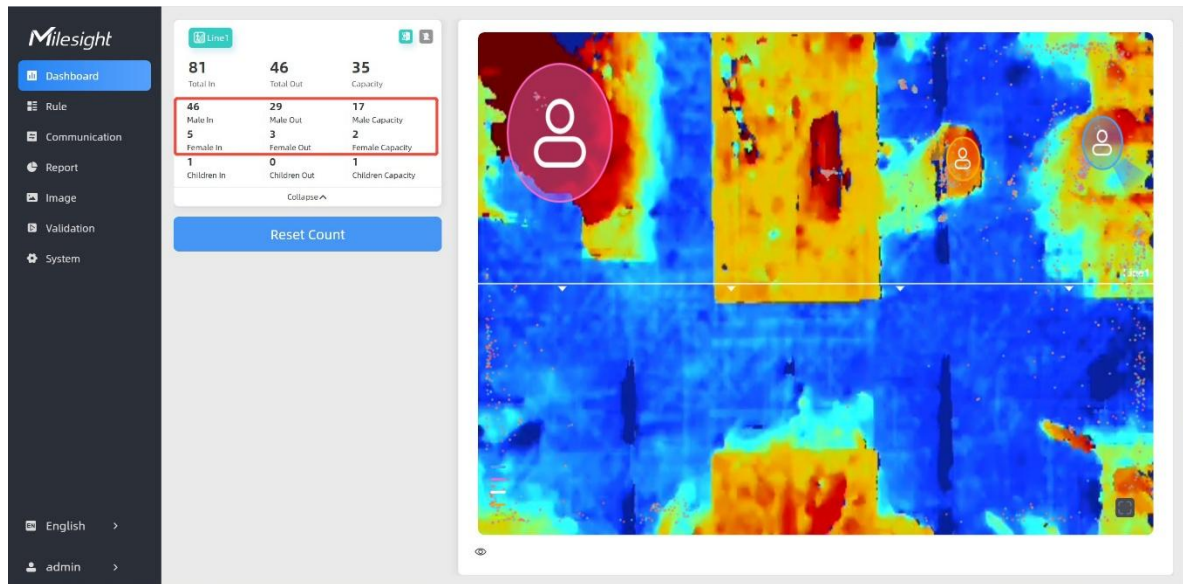 Milesight
Dashboard
Rule
Communication
Report
Image
Validation
System
EN English >
admin >
Line1
81 46 35
Total In Total Out Capacity
46 29 17
Male In Male Out Male Capacity
5 3 2
Female In Female Out Female Capacity
1 0 1
Children In Children Out Children Capacity
Collapse
Reset Count
Line1